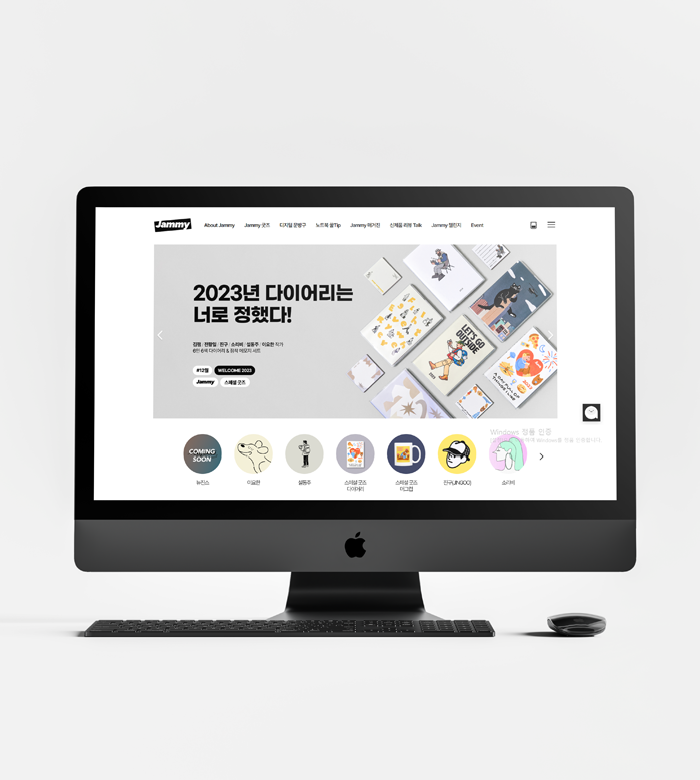 Jammy
About Jammy
Jammy 굿즈
디지털 문방구
노트북 꿀Tip
Jammy 매거진
신제품 리뷰 Talk
Jammy 챌린지
Event
2023년 다이어리는
너로 정했다!
작가
#12월
WELCOME 2023
Jammy
스페셜 굿즈
LET'S GO
OUTSIDE
COMING
SOON
뉴진스
이요한
설동주
스페셜 굿즈
다이어리
스페셜 굿즈
머그컵
진구(JINGOO)
소리비
Windows 정품 인증